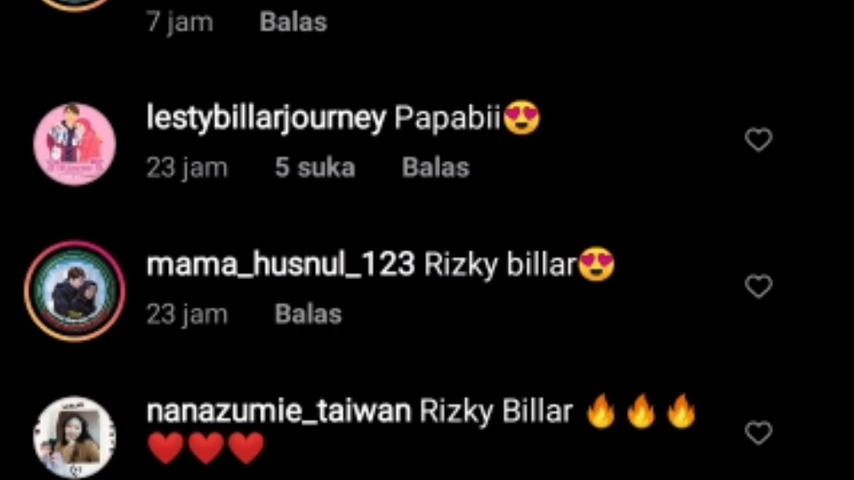 7 jam Balas
lestybillarjourney Papabii😍
23 jam 5 suka Balas
mama_husnul_123 Rizky billar😍
23 jam Balas
nanazumie_taiwan Rizky Billar 🔥🔥🔥
❤️❤️❤️